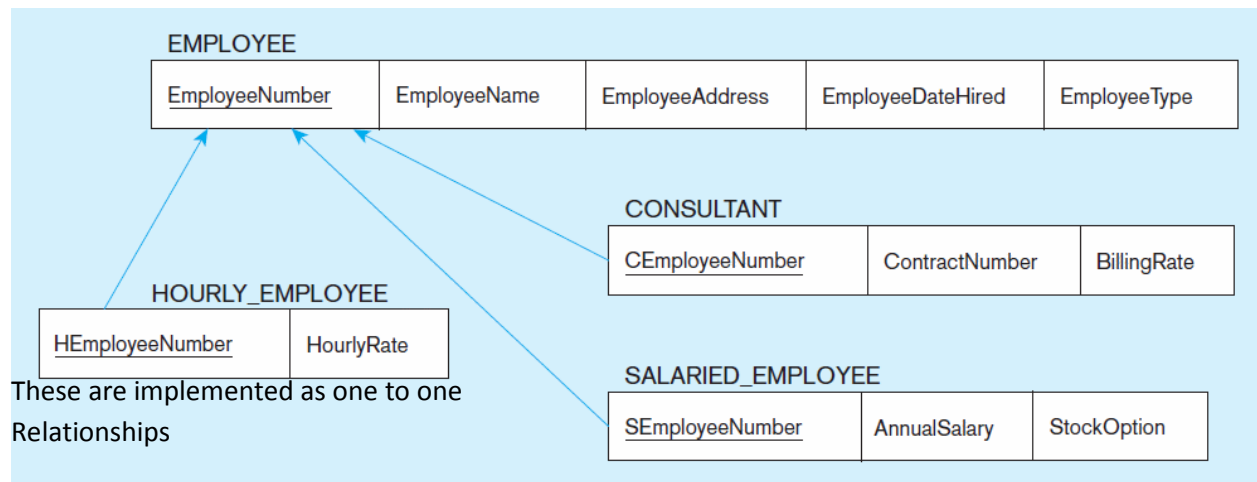 EMPLOYEE
EmployeeNumber EmployeeName EmployeeAddress EmployeeDateHired EmployeeType
CONSULTANT
CEmployeeNumber ContractNumber BillingRate
HOURLY_EMPLOYEE
HEmployeeNumber HourlyRate
These are implemented as one to one
Relationships
SALARIED_EMPLOYEE
SEmployeeNumber AnnualSalary StockOption